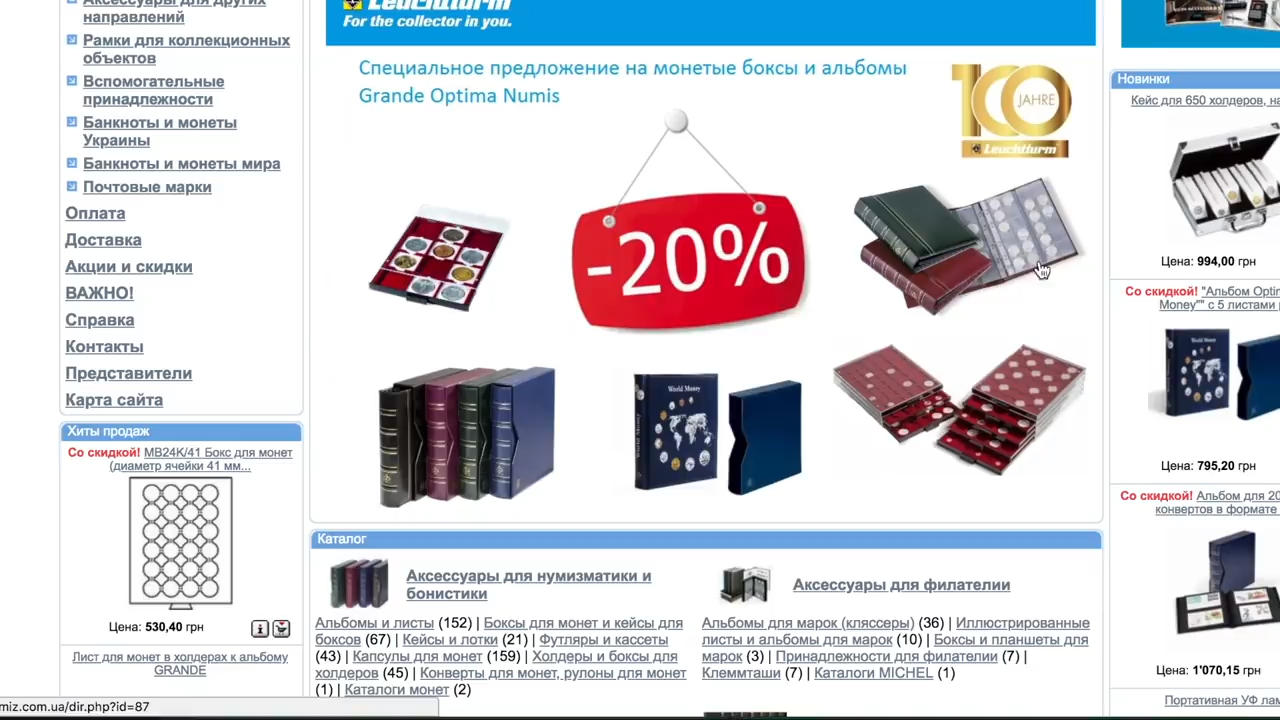 Аксессуары для других
направлений
Рамки для коллекционных
объектов
Вспомогательные
принадлежности
Банкноты и монеты
Украины
Банкноты и монеты мира
Почтовые марки
Оплата
Доставка
Акции и скидки
ВАЖНО!
Справка
Контакты
Представители
Карта сайта
Хиты продаж
Со скидкой! MB24K/41 Бокс для монет
(диаметр ячейки 41 мм...
Цена: 530,40 грн
Лист для монет в холдерах к альбому
GRANDE
Leuchtturm
For the collector in you.
Специальное предложение на монетые боксы и альбомы
Grande Optima Numis
100
JAHRE
Leuchtturm
-20%
World Money
World Money
Каталог
Аксессуары для нумизматики и
бонистики
Альбомы и листы (152) | Боксы для монет и кейсы для
боксов (67) | Кейсы и лотки (21) | Футляры и кассеты
(43) | Капсулы для монет (159) | Холдеры и боксы для
холдеров (45) | Конверты для монет, рулоны для монет
(1) | Каталоги монет (2)
Аксессуары для филателии
Альбомы для марок (кляссеры) (36) | Иллюстрированные
листы и альбомы для марок (10) | Боксы и планшеты для
марок (3) | Принадлежности для филателии (7) |
Клеммташи (7) | Каталоги MICHEL (1)
Новинки
Кейс для 650 холдеров, на
Цена: 994,00 грн
Со скидкой! "Альбом Optim
Money"" с 5 листами
Цена: 795,20 грн
Со скидкой! Альбом для 20
конвертов в формате
Цена: 1'070,15 грн
Портативная УФ лам
miz.com.ua/dir.php?id=87